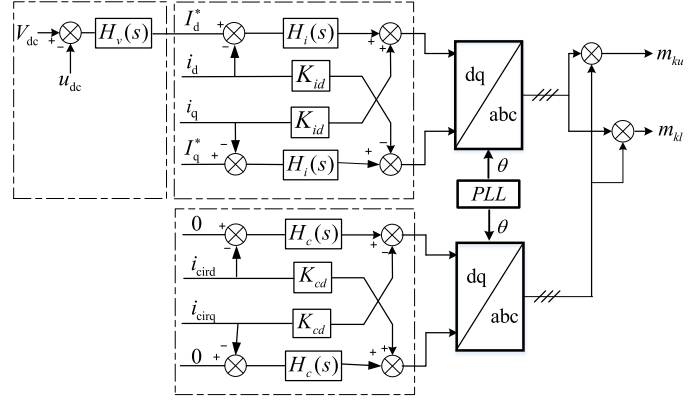 V_dc + − H_v(s) I_d^* + − H_i(s) + +
u_dc
i_d K_id
i_q K_id
I_q^* + − H_i(s) + −
dq
abc
m_ku
m_kl
θ
PLL
θ
0 + − H_c(s) + −
i_cird K_cd
i_cirq K_cd
0 + − H_c(s) + +
dq
abc